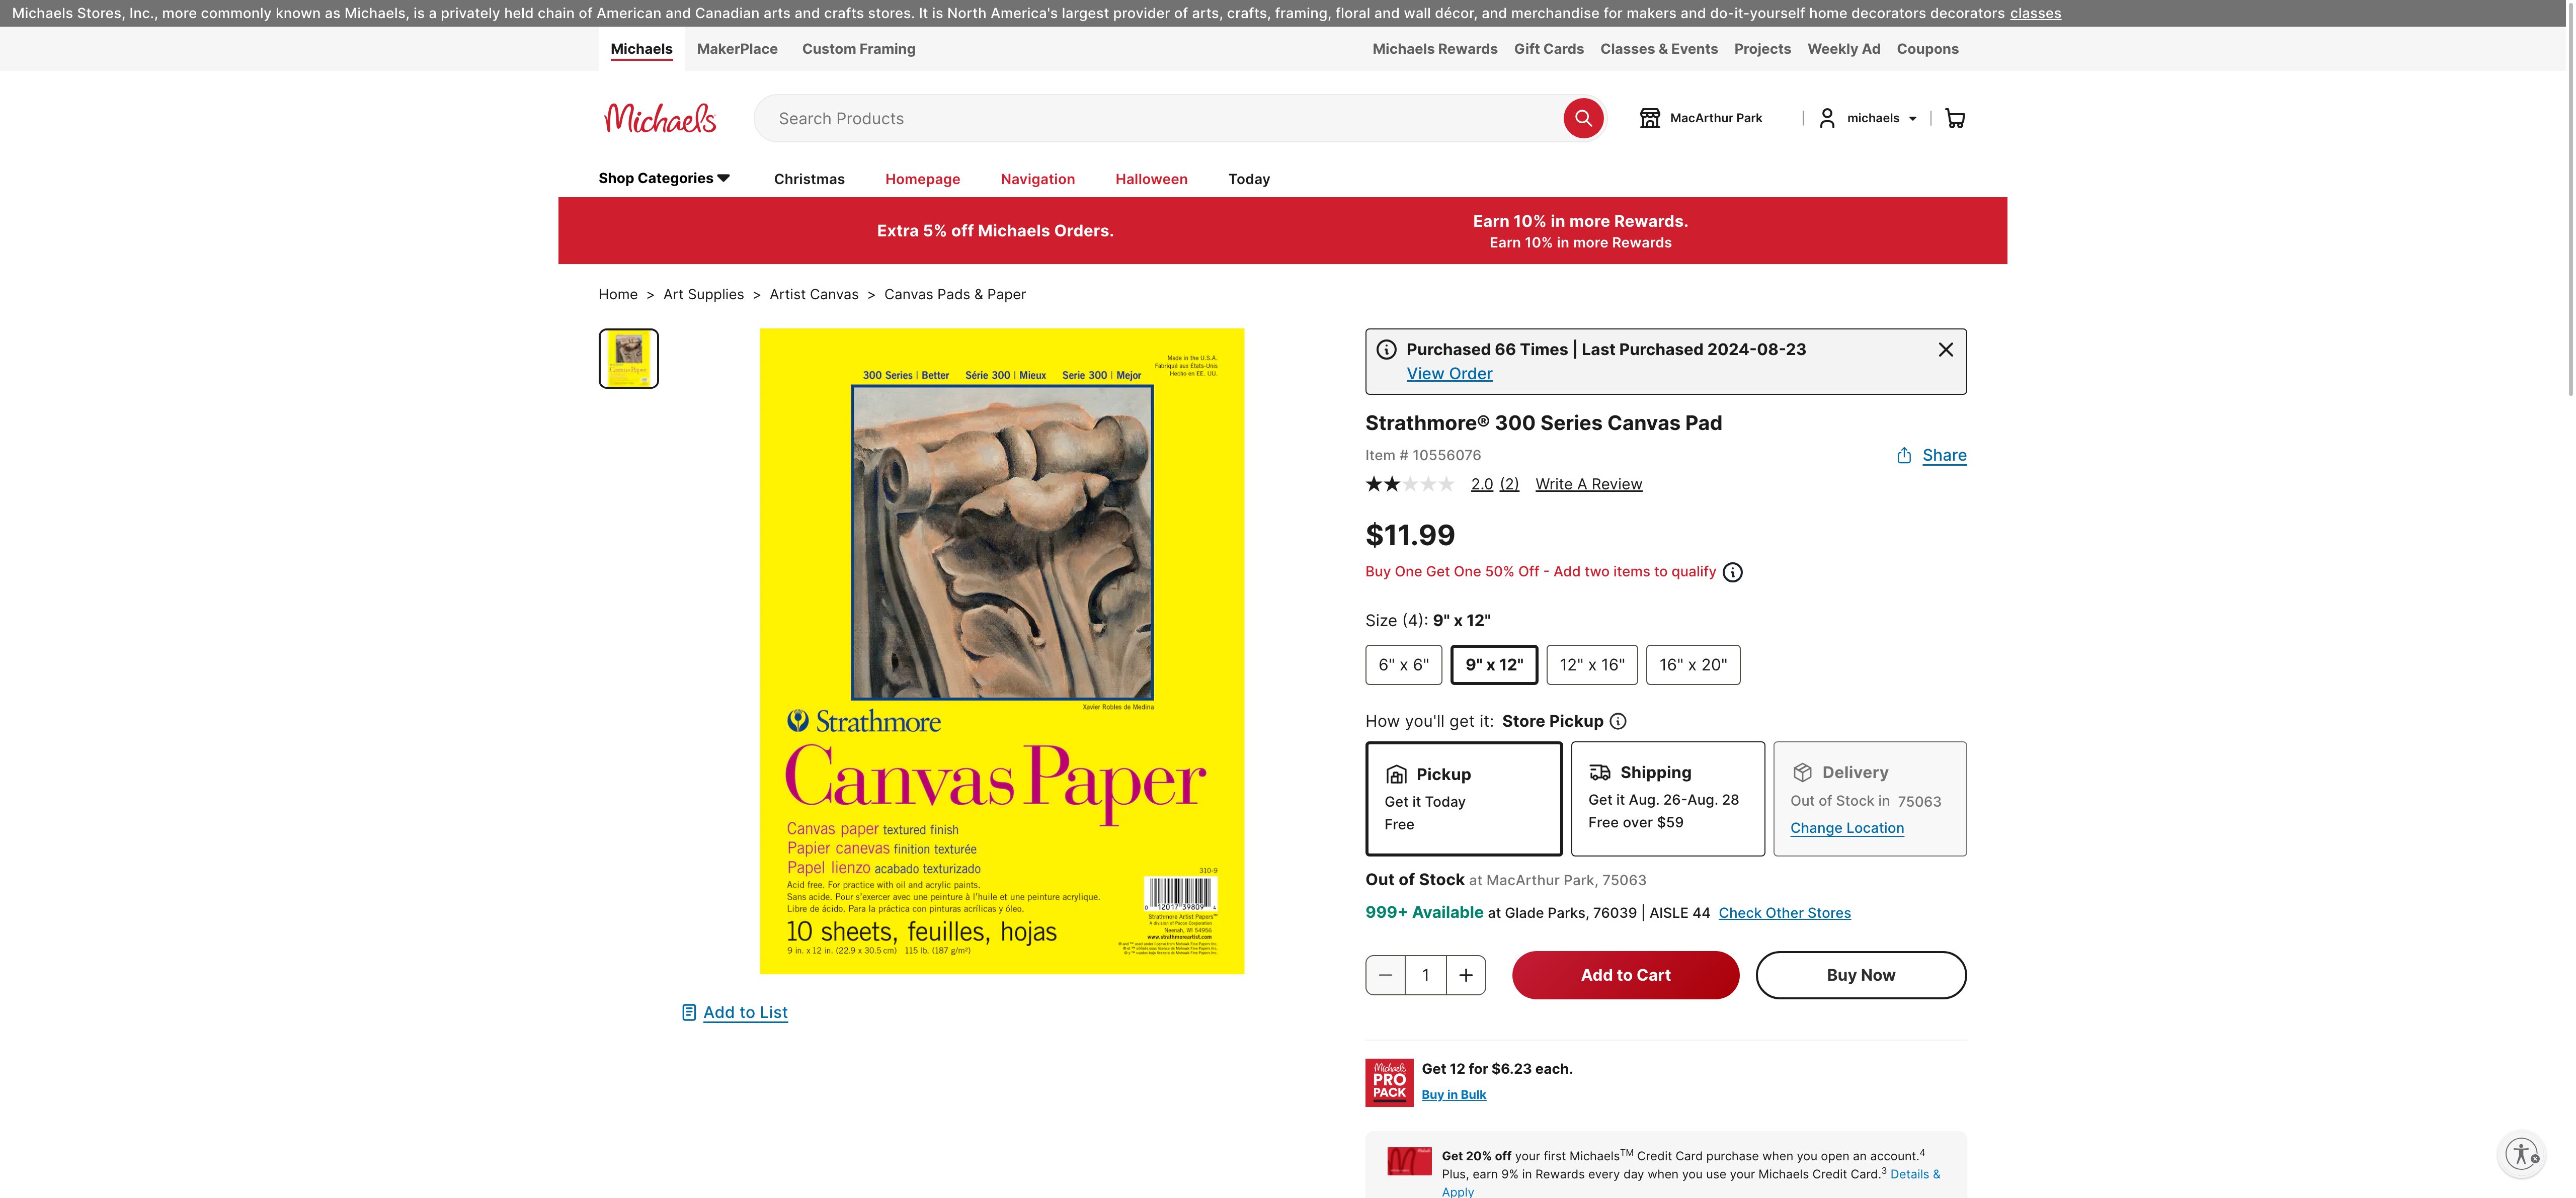 Michaels Stores, Inc., more commonly known as Michaels, is a privately held chain of American and Canadian arts and crafts stores. It is North America's largest provider of arts, crafts, framing, floral and wall décor, and merchandise for makers and do-it-yourself home decorators decorators classes
Michaels MakerPlace Custom Framing Michaels Rewards Gift Cards Classes & Events Projects Weekly Ad Coupons
Michaels Search Products MacArthur Park michaels
Shop Categories Christmas Homepage Navigation Halloween Today
Extra 5% off Michaels Orders.
Earn 10% in more Rewards.
Earn 10% in more Rewards
Home > Art Supplies > Artist Canvas > Canvas Pads & Paper
Made in the U.S.A.
Fabriqué aux États-Unis
Hecho en EE. UU.
300 Series | Better Série 300 | Mieux Serie 300 | Mejor
Xavier Robles de Medina
Strathmore
Canvas Paper
Canvas paper textured finish
Papier canevas finition texturée
Papel lienzo acabado texturizado
Acid free. For practice with oil and acrylic paints.
Sans acide. Pour s'exercer avec une peinture à l'huile et une peinture acrylique.
Libre de ácido. Para la práctica con pinturas acrílicas y óleo.
10 sheets, feuilles, hojas
9 in. x 12 in. (22.9 x 30.5 cm) 115 lb. (187 g/m²)
310-9
0 12017 39809 4
Strathmore Artist Papers™
A division of Pacon Corporation
Neenah, WI 54956
www.strathmoreartist.com
Add to List
Purchased 66 Times | Last Purchased 2024-08-23
View Order
Strathmore® 300 Series Canvas Pad
Item # 10556076 Share
2.0 (2) Write A Review
$11.99
Buy One Get One 50% Off - Add two items to qualify
Size (4): 9" x 12"
6" x 6" 9" x 12" 12" x 16" 16" x 20"
How you'll get it: Store Pickup
Pickup
Get it Today
Free
Shipping
Get it Aug. 26-Aug. 28
Free over $59
Delivery
Out of Stock in 75063
Change Location
Out of Stock at MacArthur Park, 75063
999+ Available at Glade Parks, 76039 | AISLE 44 Check Other Stores
1 Add to Cart Buy Now
Michaels
PRO
PACK
Get 12 for $6.23 each.
Buy in Bulk
Get 20% off your first Michaels™ Credit Card purchase when you open an account.⁴
Plus, earn 9% in Rewards every day when you use your Michaels Credit Card.³ Details &
Apply